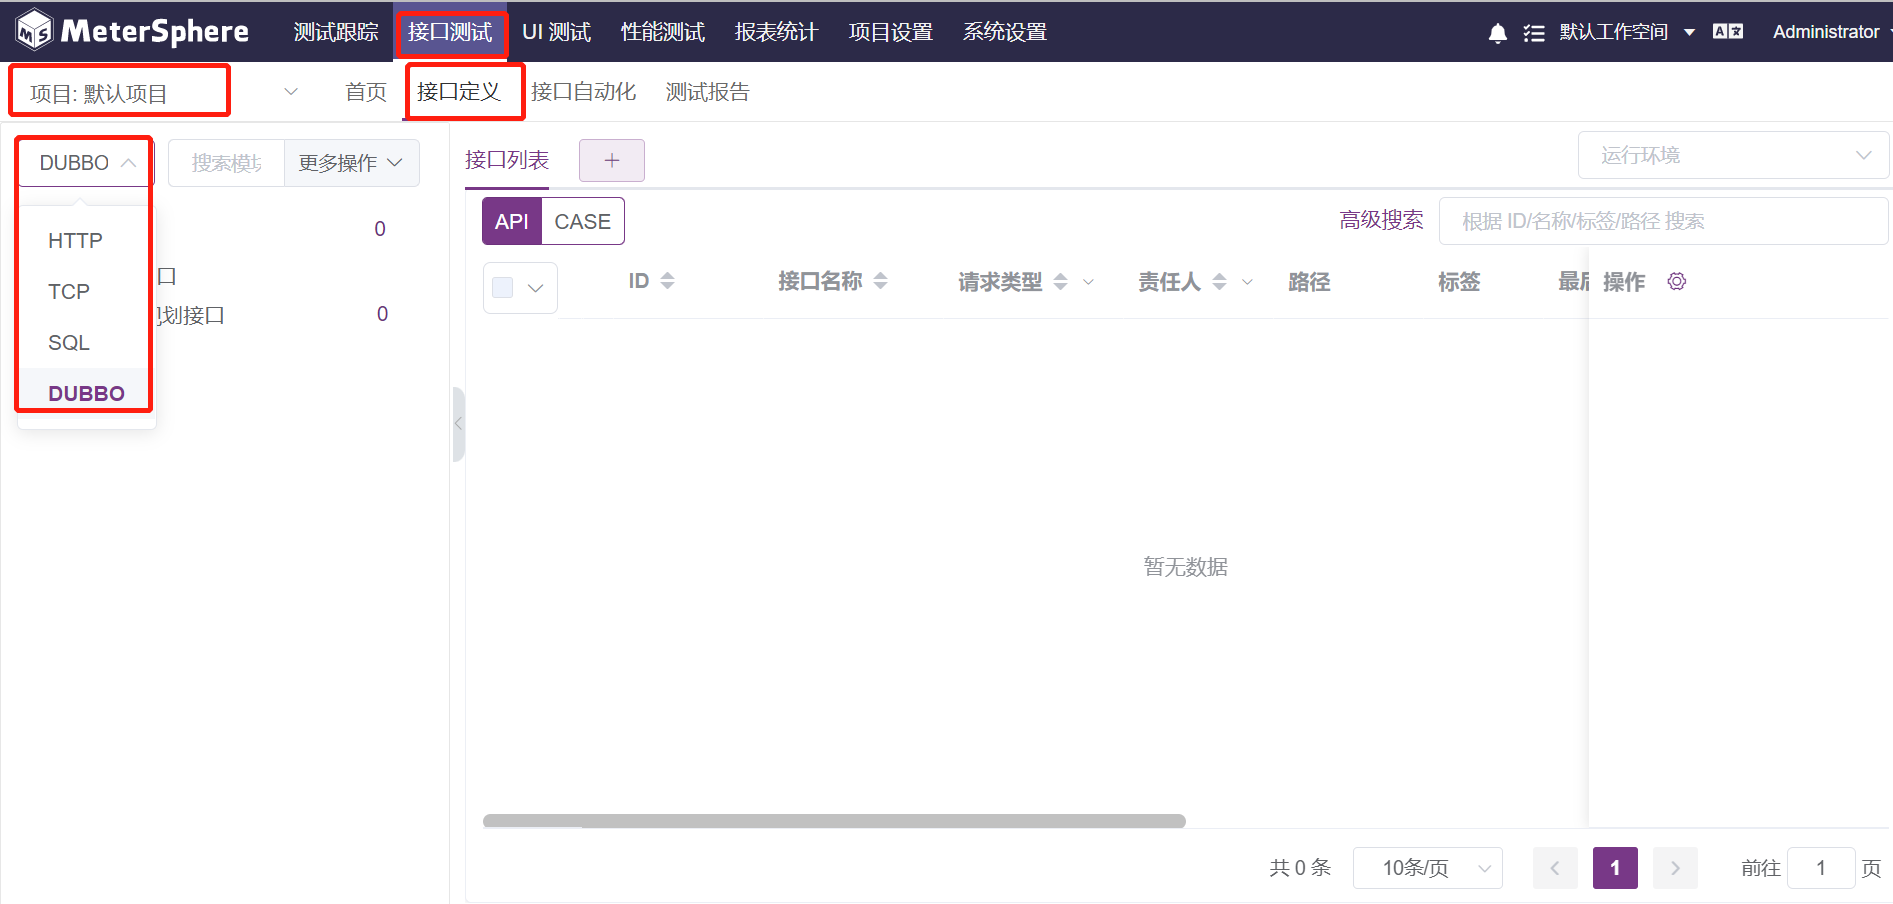 MeterSphere 测试跟踪 接口测试 UI 测试 性能测试 报表统计 项目设置 系统设置 默认工作空间 Administrator
项目: 默认项目 首页 接口定义 接口自动化 测试报告
DUBBO 搜索模块 更多操作
接口列表 +
运行环境
HTTP
TCP
SQL
DUBBO
0
口
划接口 0
API CASE
高级搜索 根据 ID/名称/标签/路径 搜索
ID 接口名称 请求类型 责任人 路径 标签 最后 操作
暂无数据
共 0 条 10条/页 1 前往 1 页